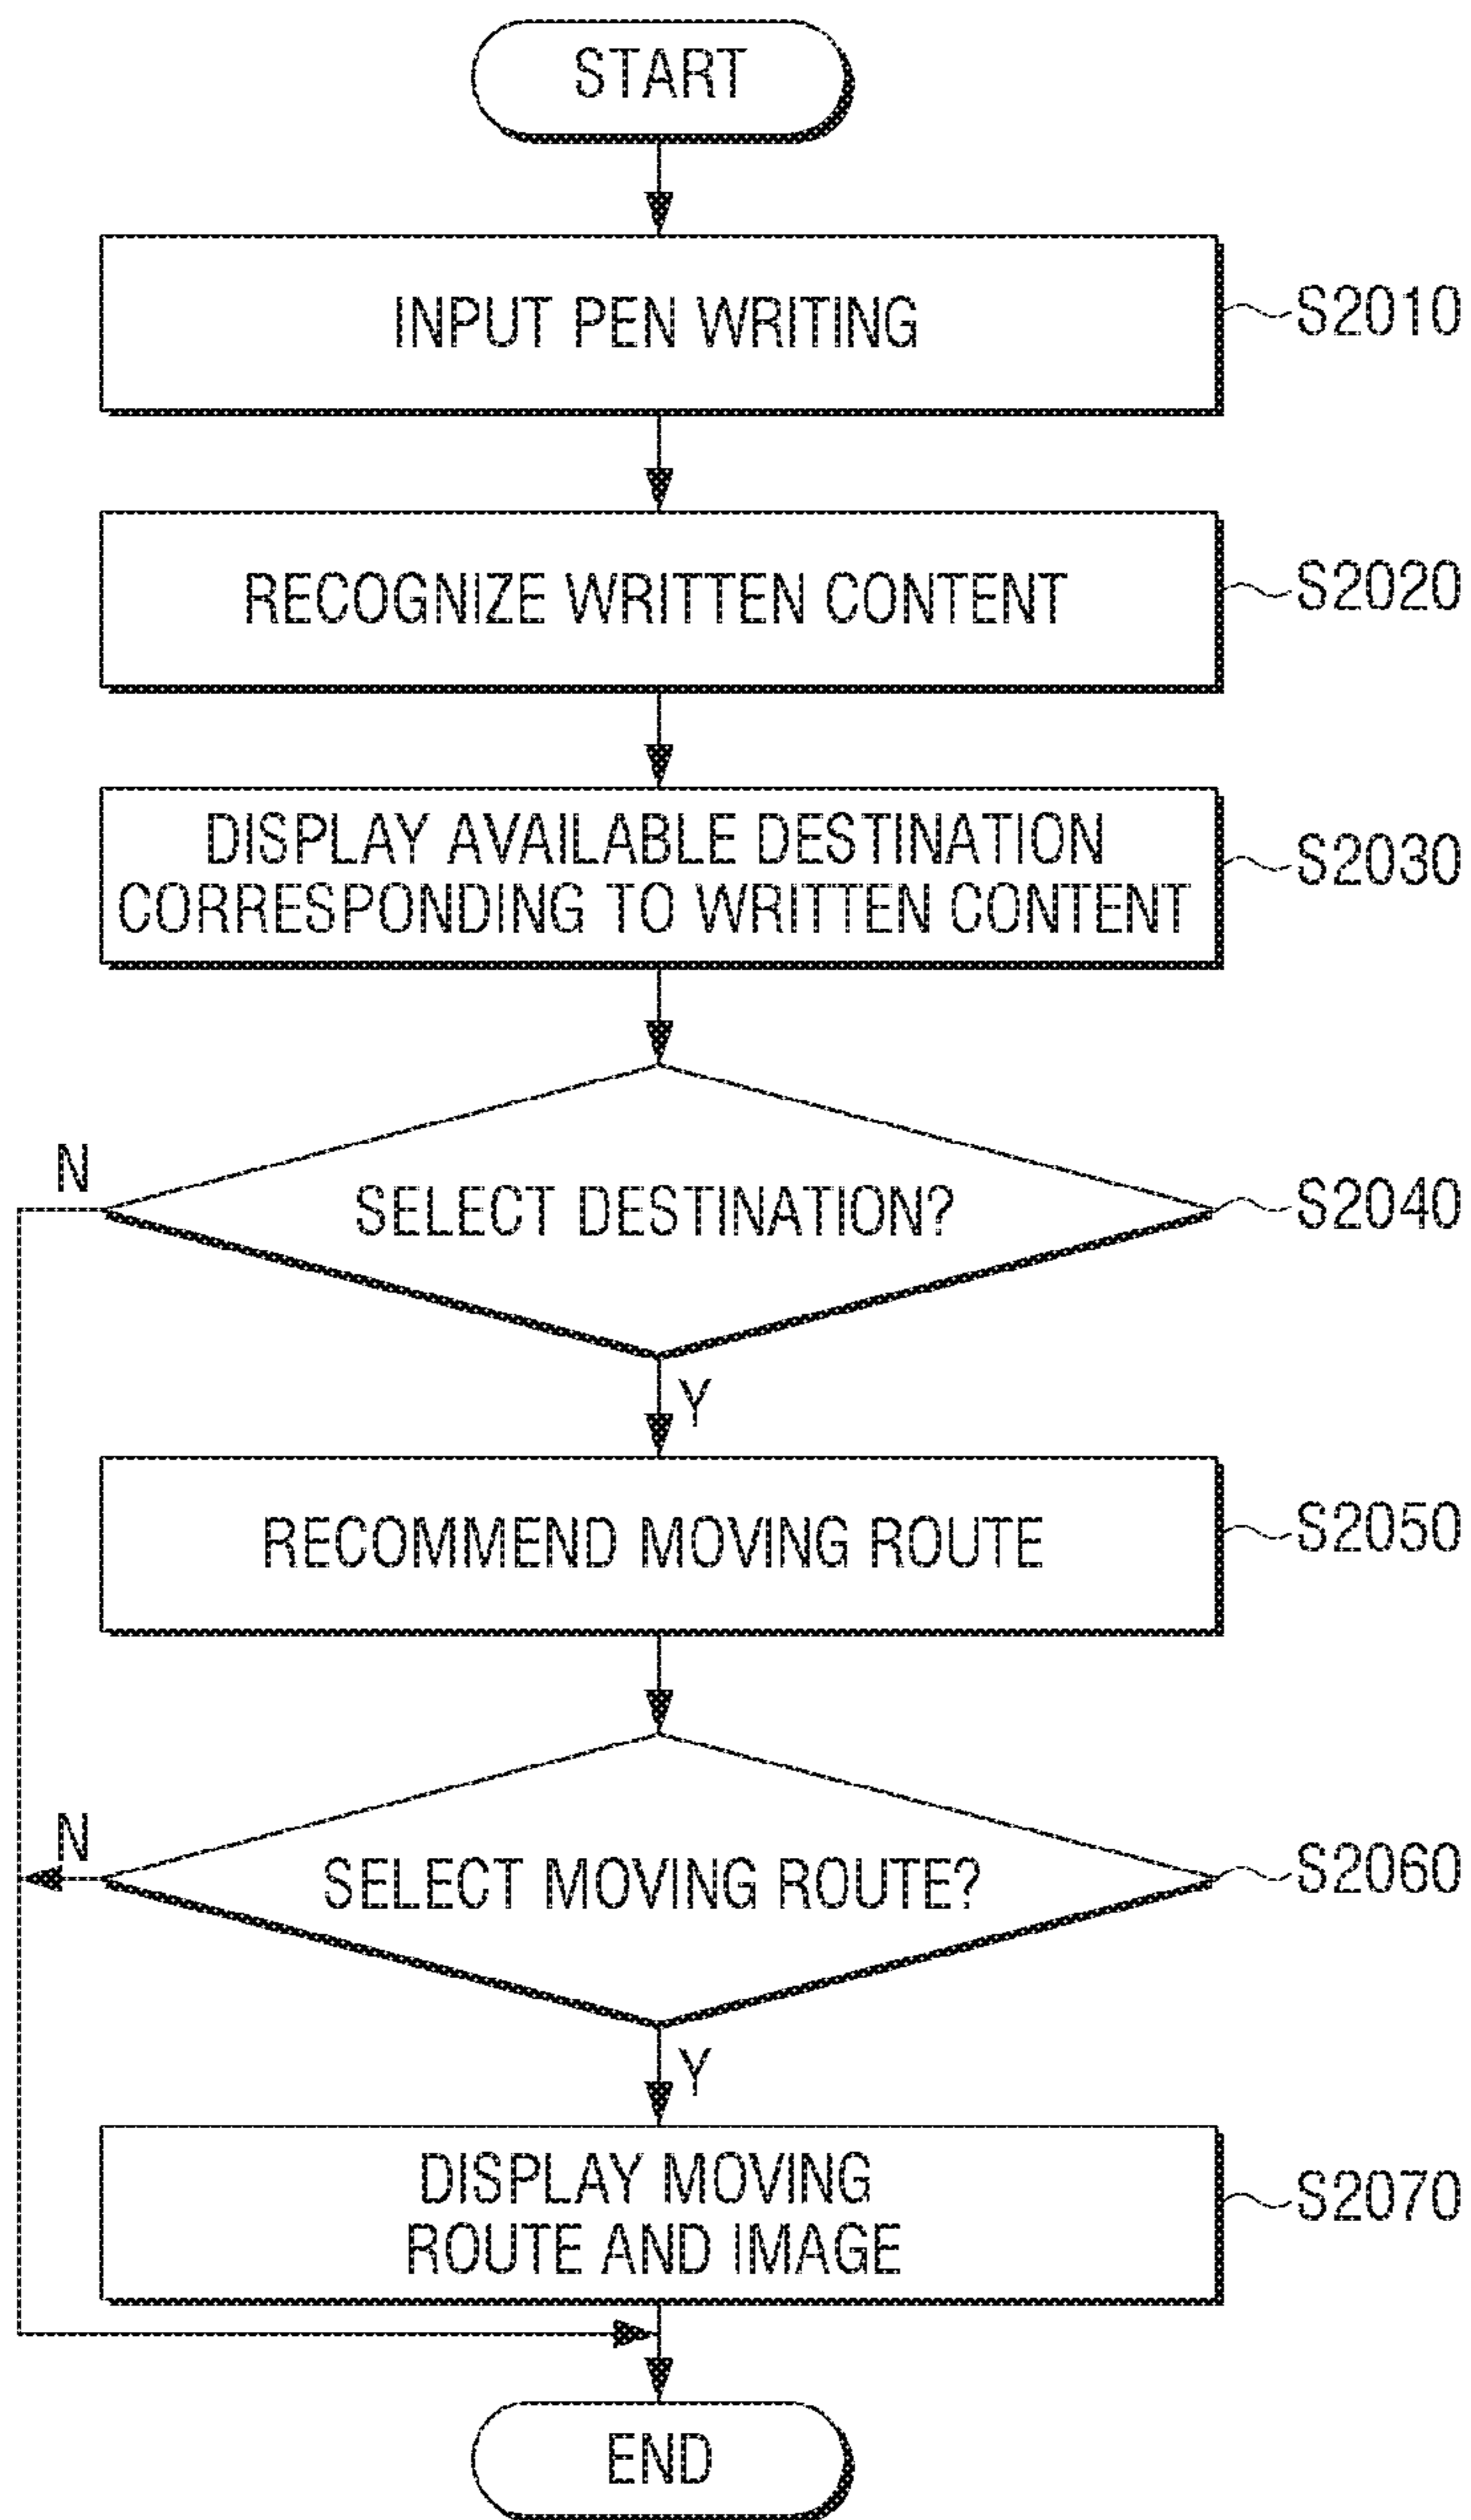 START
INPUT PEN WRITING
S2010
RECOGNIZE WRITTEN CONTENT
S2020
DISPLAY AVAILABLE DESTINATION
CORRESPONDING TO WRITTEN CONTENT
S2030
N
SELECT DESTINATION?
S2040
Y
RECOMMEND MOVING ROUTE
S2050
N
SELECT MOVING ROUTE?
S2060
Y
DISPLAY MOVING
ROUTE AND IMAGE
S2070
END